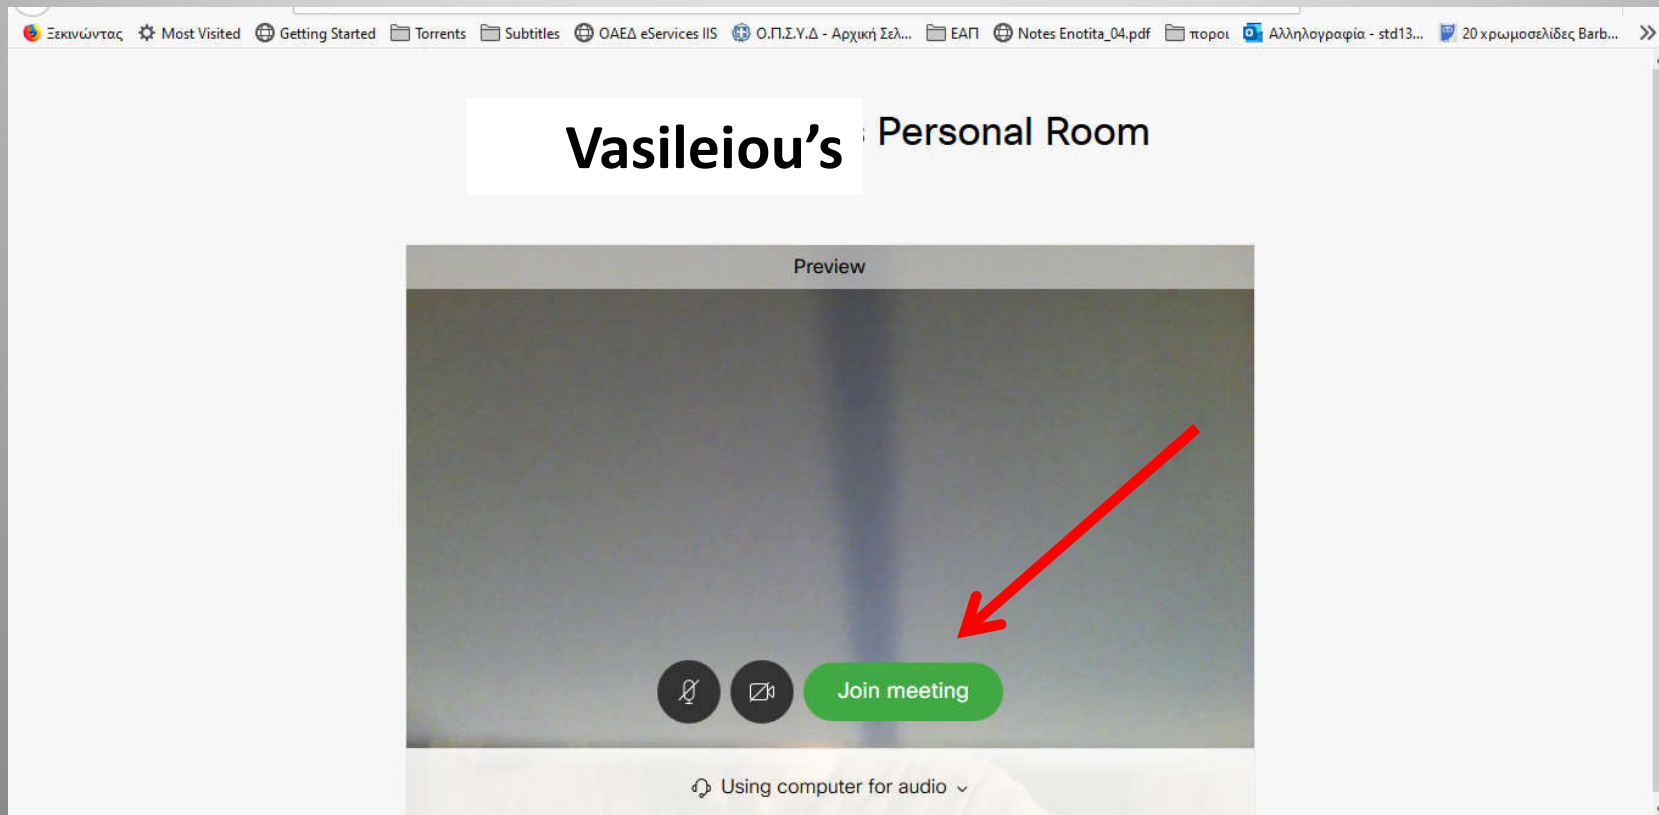 Ξεκινώντας Most Visited Getting Started Torrents Subtitles ΟΑΕΔ eServices IIS Ο.Π.Σ.Υ.Δ - Αρχική Σελ... ΕΑΠ Notes Enotita_04.pdf ποροι Αλληλογραφία - std13... 20 χρωμοσελίδες Barb...
Vasileiou’s Personal Room
Preview
Join meeting
Using computer for audio